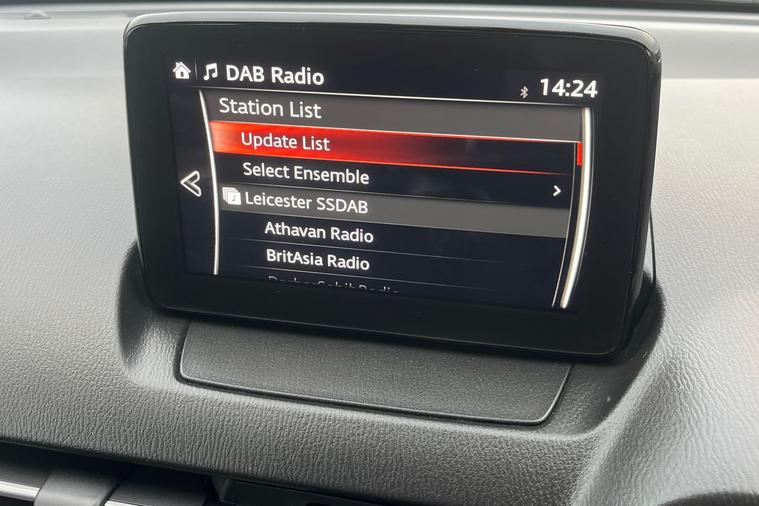 DAB Radio
14:24
Station List
Update List
Select Ensemble
Leicester SSDAB
Athavan Radio
BritAsia Radio